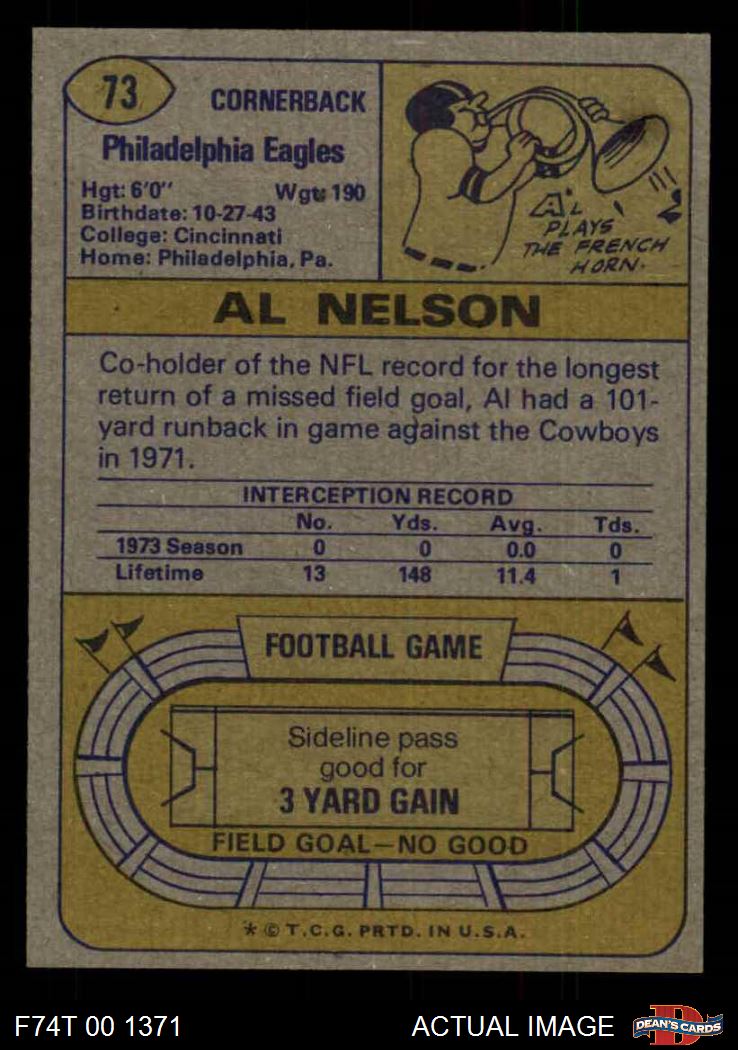 73
CORNERBACK
Philadelphia Eagles
Hgt: 6'0" Wgt: 190
Birthdate: 10-27-43
College: Cincinnati
Home: Philadelphia, Pa.
AL
PLAYS
THE FRENCH
HORN.
AL NELSON
Co-holder of the NFL record for the longest
return of a missed field goal, Al had a 101-
yard runback in game against the Cowboys
in 1971.
INTERCEPTION RECORD
No. Yds. Avg. Tds.
1973 Season 0 0 0.0 0
Lifetime 13 148 11.4 1
FOOTBALL GAME
Sideline pass
good for
3 YARD GAIN
FIELD GOAL—NO GOOD
* © T.C.G. PRTD. IN U.S.A.
F74T 00 1371 ACTUAL IMAGE
D
DEAN'S CARDS